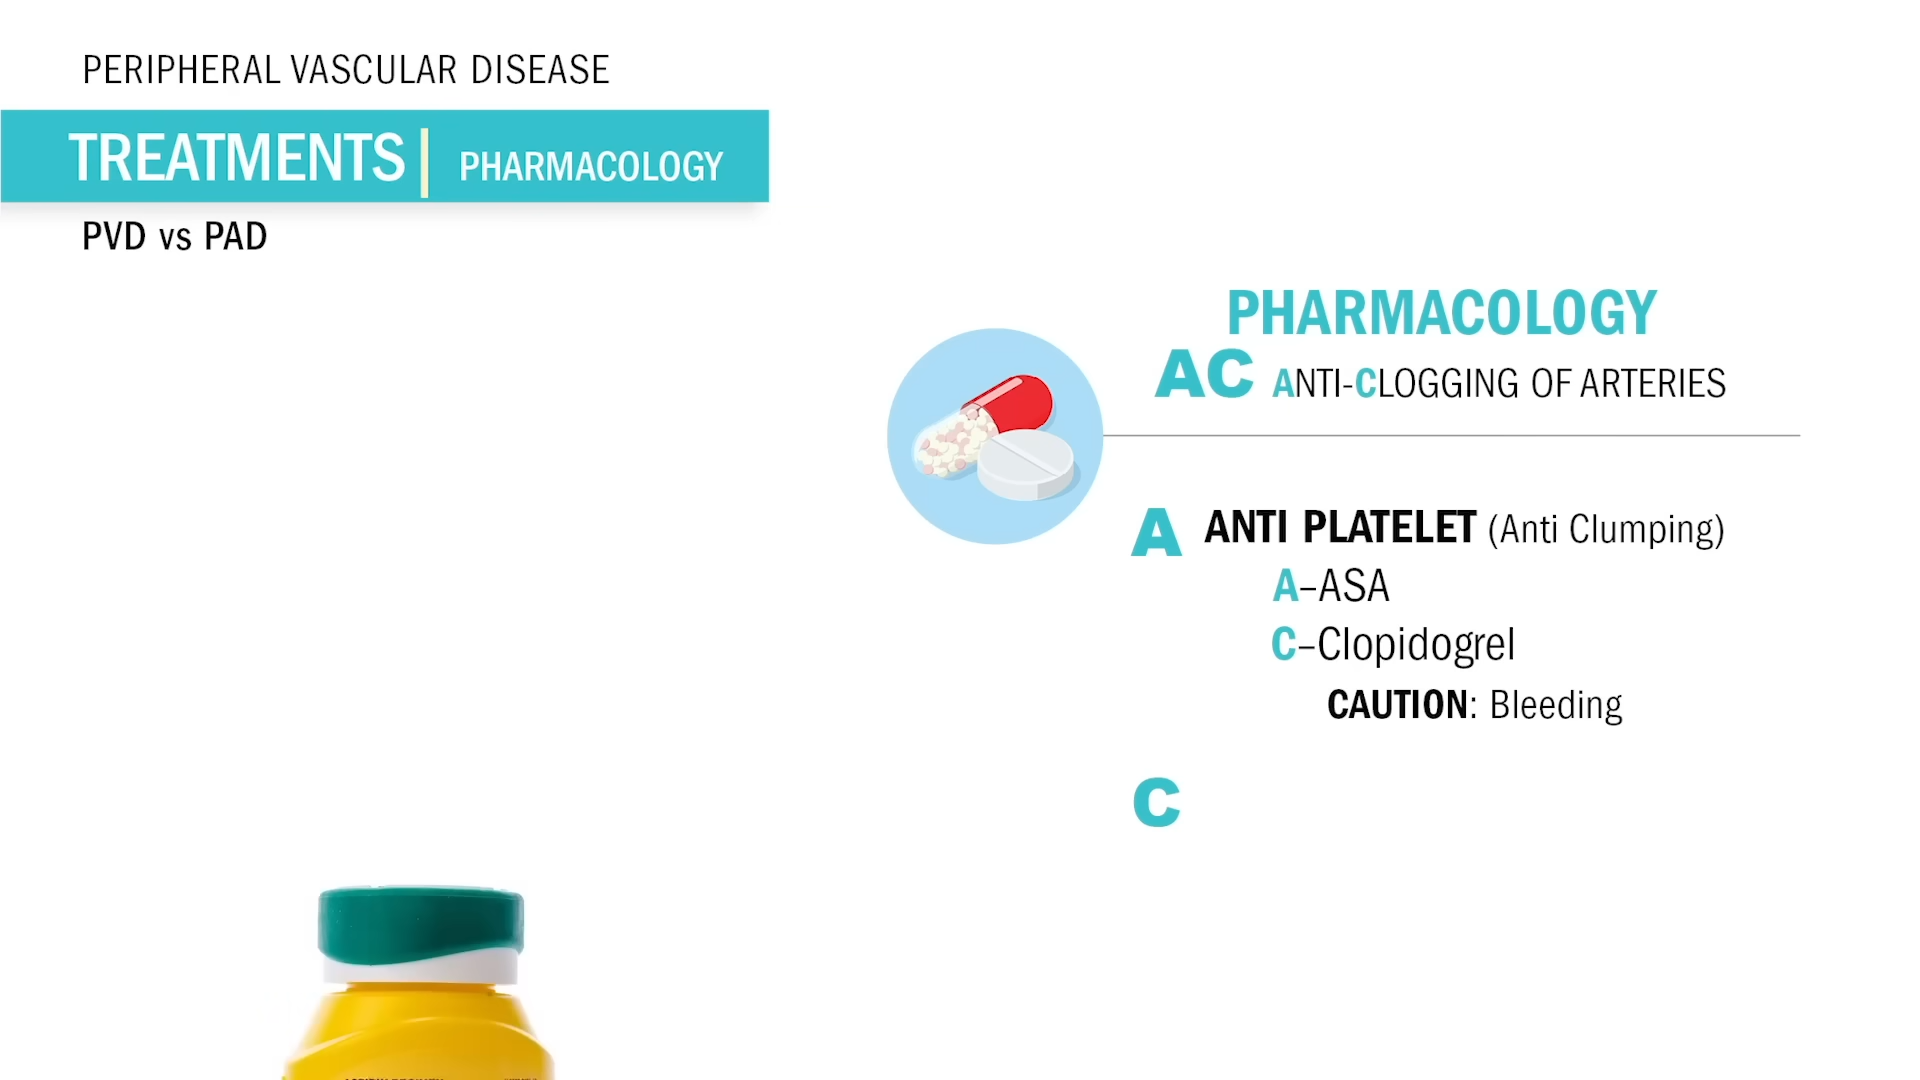 PERIPHERAL VASCULAR DISEASE
TREATMENTS | PHARMACOLOGY
PVD vs PAD
PHARMACOLOGY
AC ANTI-CLOGGING OF ARTERIES
A ANTI PLATELET (Anti Clumping)
A–ASA
C–Clopidogrel
CAUTION: Bleeding
C